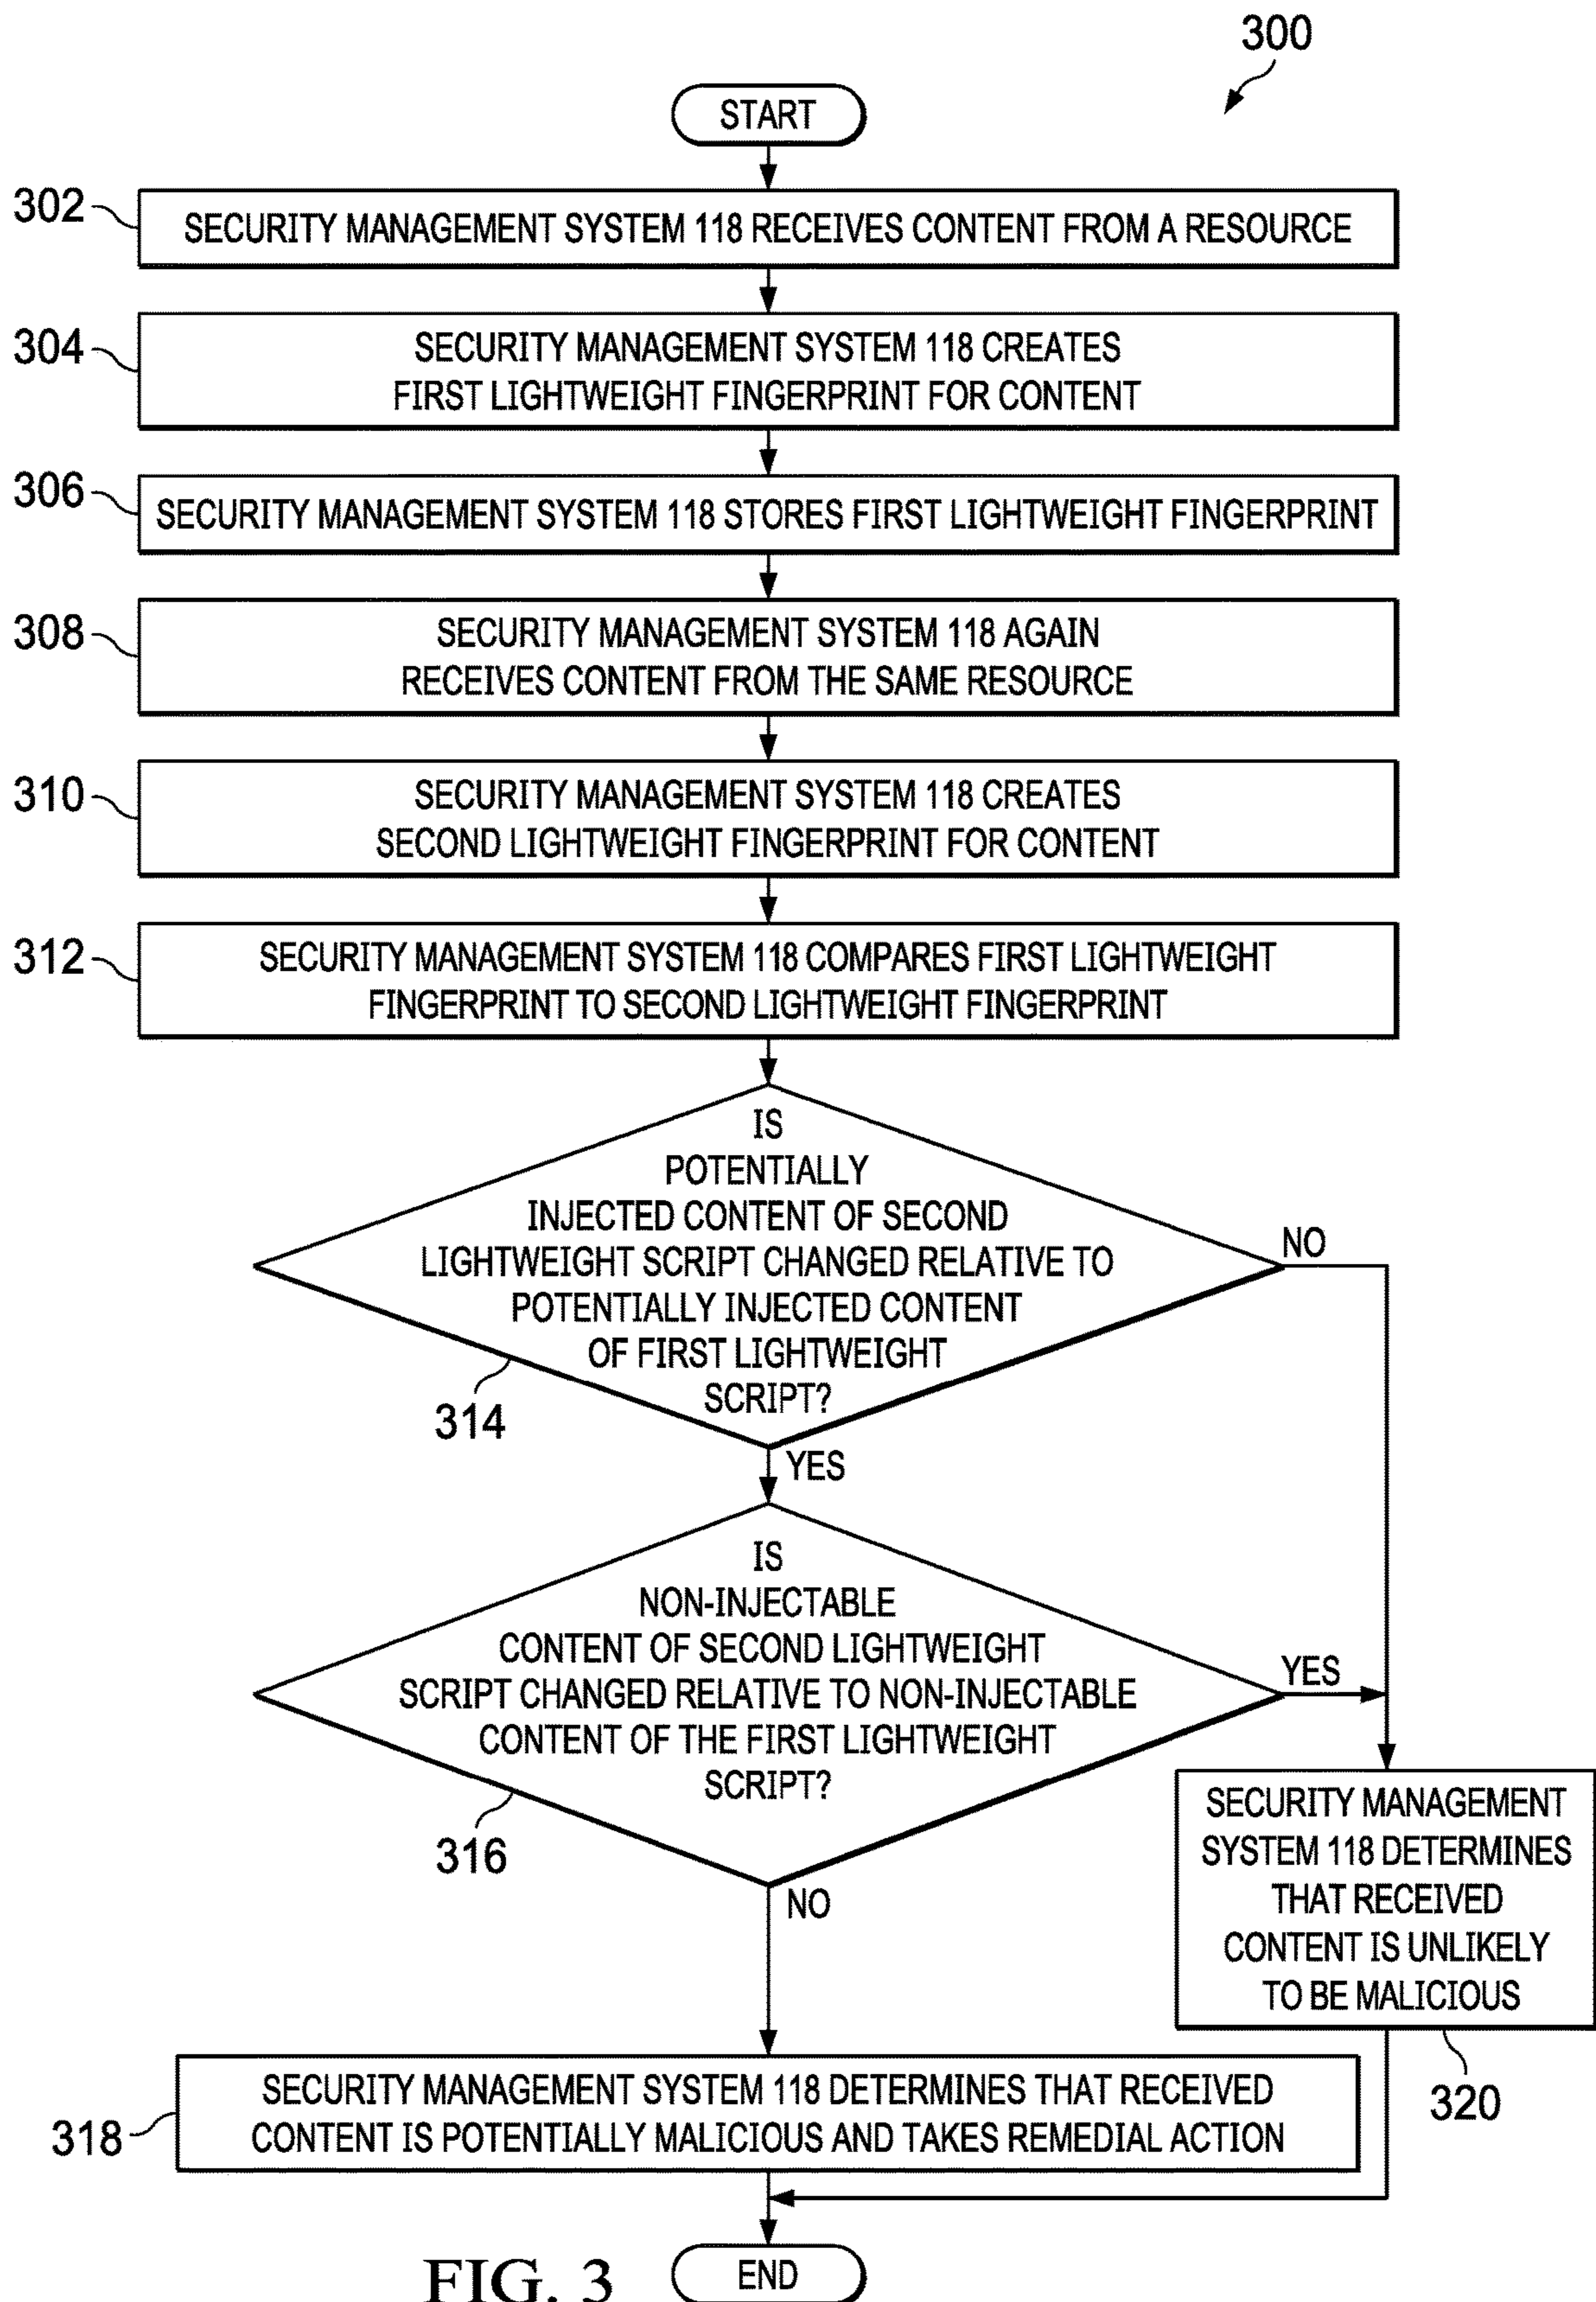 300
START
302
SECURITY MANAGEMENT SYSTEM 118 RECEIVES CONTENT FROM A RESOURCE
304
SECURITY MANAGEMENT SYSTEM 118 CREATES
FIRST LIGHTWEIGHT FINGERPRINT FOR CONTENT
306
SECURITY MANAGEMENT SYSTEM 118 STORES FIRST LIGHTWEIGHT FINGERPRINT
308
SECURITY MANAGEMENT SYSTEM 118 AGAIN
RECEIVES CONTENT FROM THE SAME RESOURCE
310
SECURITY MANAGEMENT SYSTEM 118 CREATES
SECOND LIGHTWEIGHT FINGERPRINT FOR CONTENT
312
SECURITY MANAGEMENT SYSTEM 118 COMPARES FIRST LIGHTWEIGHT
FINGERPRINT TO SECOND LIGHTWEIGHT FINGERPRINT
IS
POTENTIALLY
INJECTED CONTENT OF SECOND
LIGHTWEIGHT SCRIPT CHANGED RELATIVE TO
POTENTIALLY INJECTED CONTENT
OF FIRST LIGHTWEIGHT
SCRIPT?
NO
314
YES
IS
NON-INJECTABLE
CONTENT OF SECOND LIGHTWEIGHT
SCRIPT CHANGED RELATIVE TO NON-INJECTABLE
CONTENT OF THE FIRST LIGHTWEIGHT
SCRIPT?
YES
316
NO
SECURITY MANAGEMENT
SYSTEM 118 DETERMINES
THAT RECEIVED
CONTENT IS UNLIKELY
TO BE MALICIOUS
320
318
SECURITY MANAGEMENT SYSTEM 118 DETERMINES THAT RECEIVED
CONTENT IS POTENTIALLY MALICIOUS AND TAKES REMEDIAL ACTION
END
FIG. 3